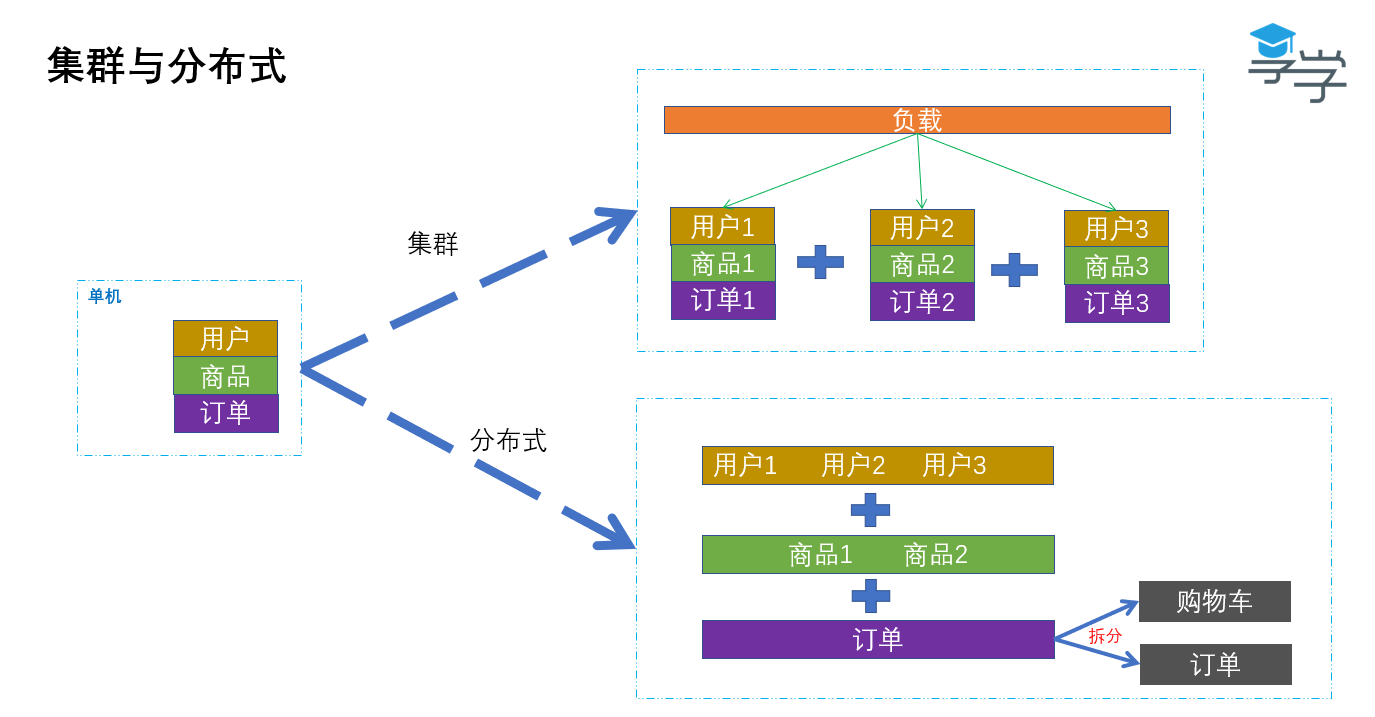 集群与分布式
享学
负载
用户1
用户2
用户3
商品1
商品2
商品3
订单1
订单2
订单3
集群
单机
用户
商品
订单
分布式
用户1 用户2 用户3
商品1 商品2
订单
拆分
购物车
订单